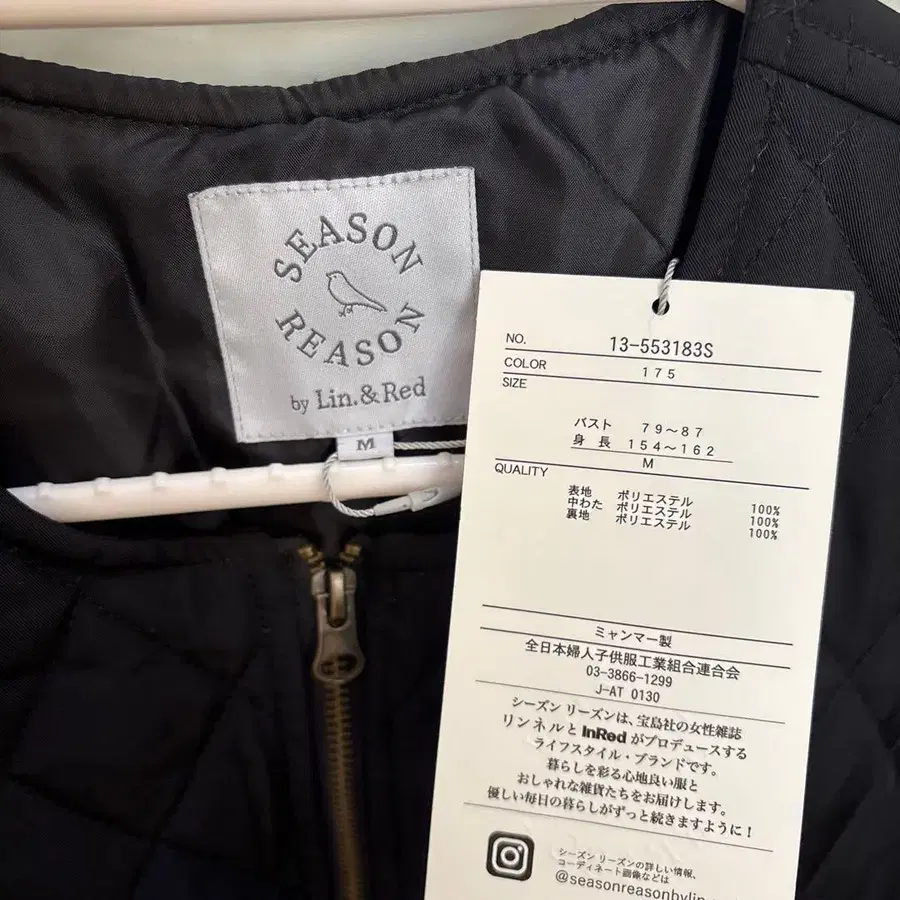 SEASON
REASON
by Lin.&Red
M
NO. 13-553183S
COLOR 175
SIZE
バスト 79～87
身長 154～162
M
QUALITY
表地 ポリエステル 100%
中わた ポリエステル 100%
裏地 ポリエステル 100%
ミャンマー製
全日本婦人子供服工業組合連合会
03-3866-1299
J-AT 0130
シーズン リーズンは、宝島社の女性雑誌
リンネルと InRed がプロデュースする
ライフスタイル・ブランドです。
暮らしを彩る心地良い服と
おしゃれな雑貨たちをお届けします。
優しい毎日の暮らしがずっと続きますように！
シーズン リーズンの詳しい情報、
コーディネート画像などは
@seasonreasonbylin